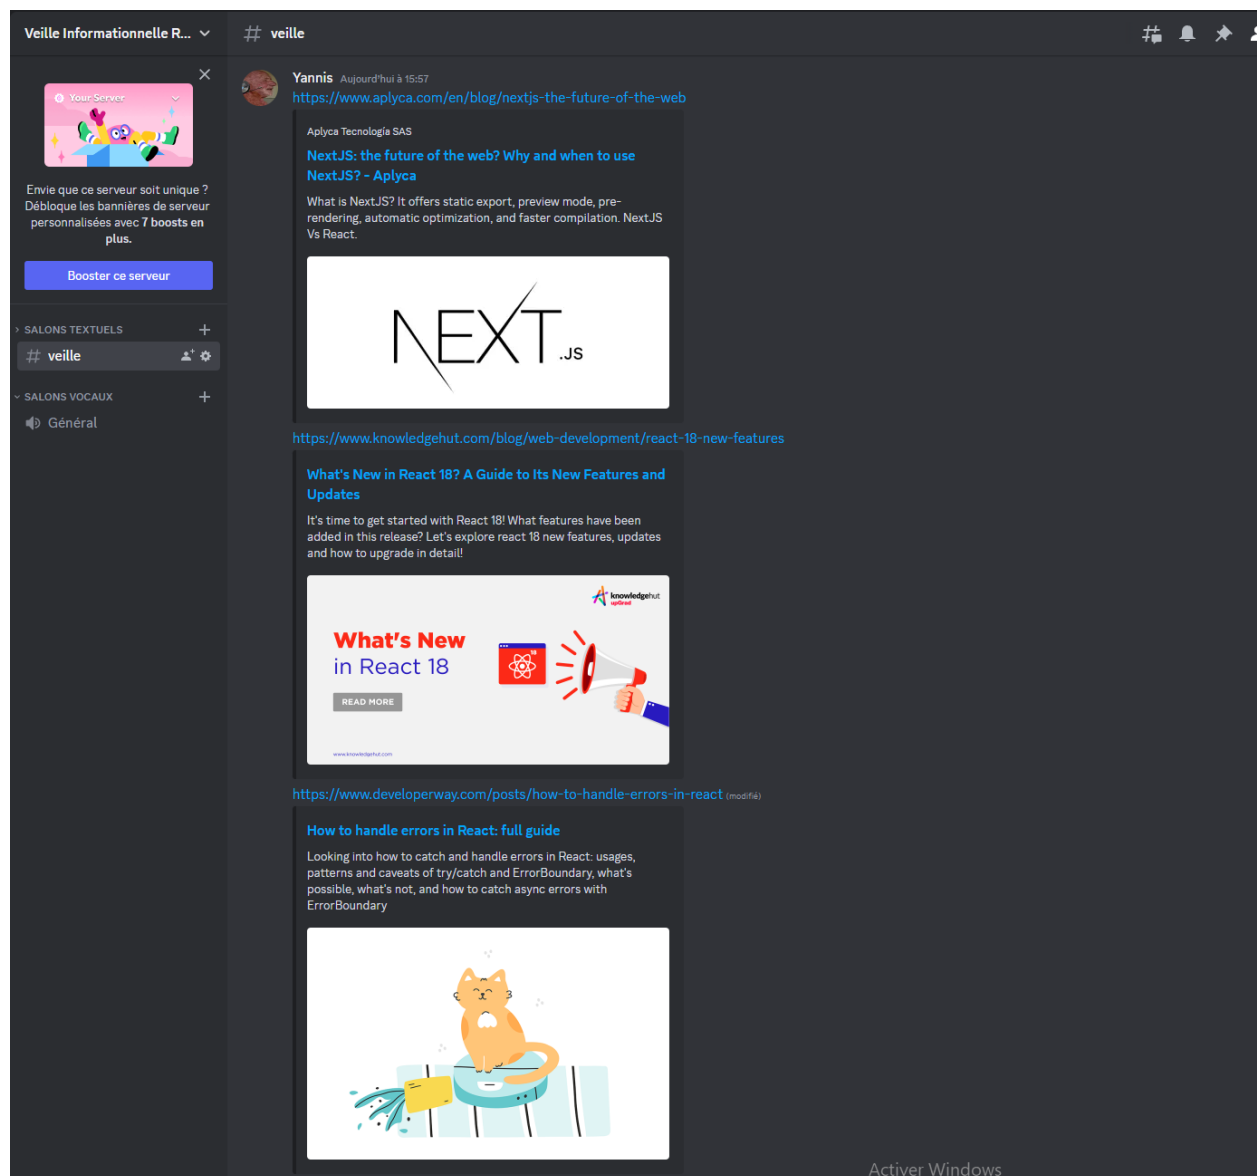 Veille Informationnelle R...
# veille
Your Server
Envie que ce serveur soit unique ?
Débloque les bannières de serveur
personnalisées avec 7 boosts en
plus.
Booster ce serveur
SALONS TEXTUELS
# veille
SALONS VOCAUX
Général
Yannis Aujourd'hui à 15:57
https://www.aplyca.com/en/blog/nextjs-the-future-of-the-web
Aplyca Tecnología SAS
NextJS: the future of the web? Why and when to use
NextJS? - Aplyca
What is NextJS? It offers static export, preview mode, pre-
rendering, automatic optimization, and faster compilation. NextJS
Vs React.
NEXT.JS
https://www.knowledgehut.com/blog/web-development/react-18-new-features
What's New in React 18? A Guide to Its New Features and
Updates
It's time to get started with React 18! What features have been
added in this release? Let's explore react 18 new features, updates
and how to upgrade in detail!
knowledgehut
upGrad
What's New
in React 18
18
READ MORE
www.knowledgehut.com
https://www.developerway.com/posts/how-to-handle-errors-in-react (modifié)
How to handle errors in React: full guide
Looking into how to catch and handle errors in React: usages,
patterns and caveats of try/catch and ErrorBoundary, what's
possible, what's not, and how to catch async errors with
ErrorBoundary
Activer Windows